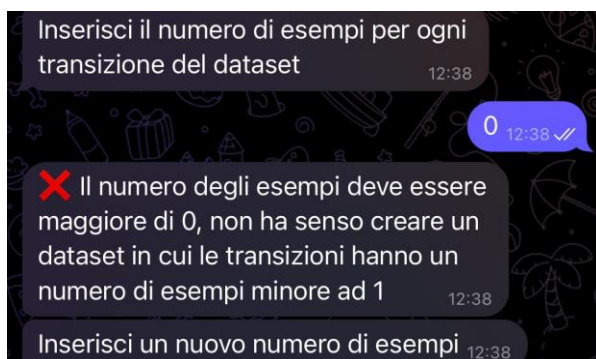 Inserisci il numero di esempi per ogni
transizione del dataset
12:38
0 12:38
❌ Il numero degli esempi deve essere
maggiore di 0, non ha senso creare un
dataset in cui le transizioni hanno un
numero di esempi minore ad 1
12:38
Inserisci un nuovo numero di esempi 12:38